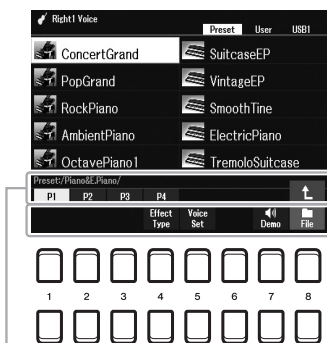 Right1 Voice
Preset User USB1
ConcertGrand SuitcaseEP
PopGrand VintageEP
RockPiano SmoothTine
AmbientPiano ElectricPiano
OctavePiano1 TremoloSuitcase
Preset:/Piano&E.Piano/
P1 P2 P3 P4
Effect Type Voice Set Demo File
1 2 3 4 5 6 7 8